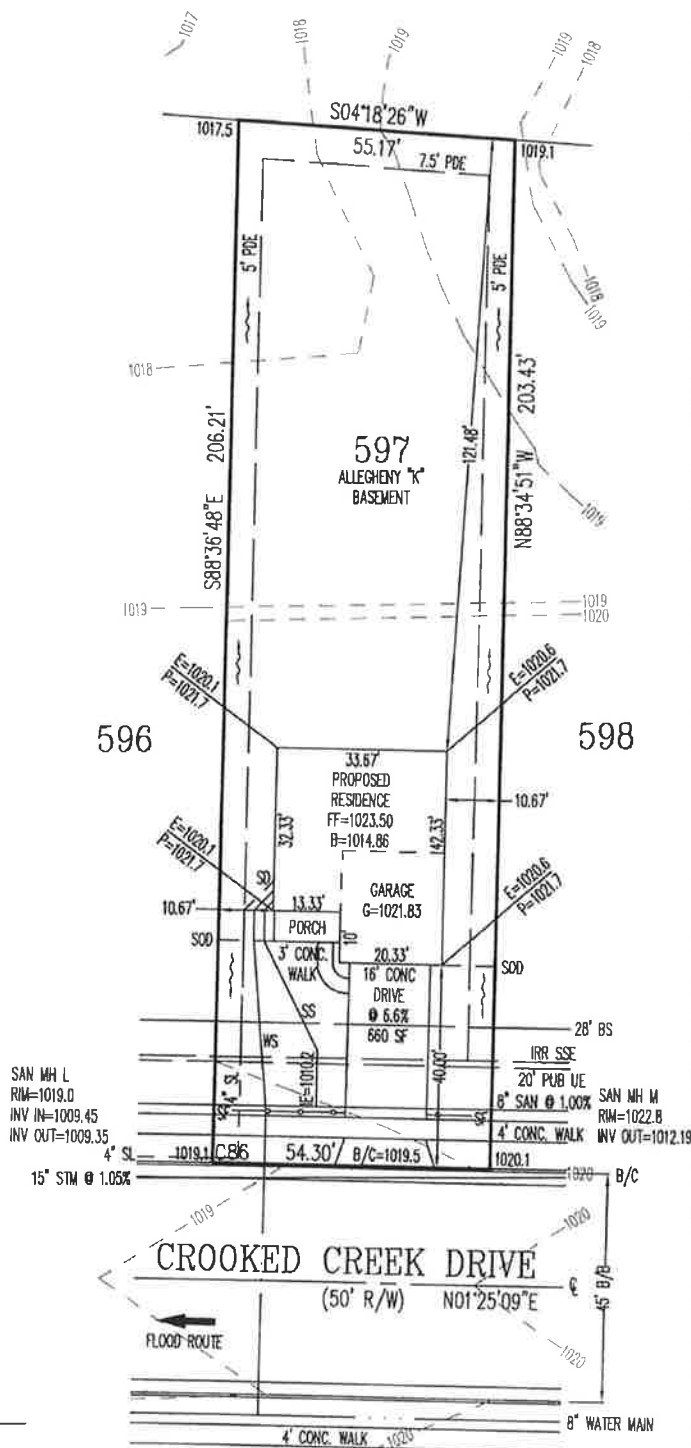 1017
1018
1019
1019
1018
S04°18'26"W
1017.5
55.17'
7.5' PDE
1019.1
5' PDE
5' PDE
1018
1019
1018
206.21'
S88°36'48"E
203.43'
N88°34'51"W
121.48'
597
ALLEGHENY "K"
BASEMENT
1019
1019
1019
1020
E=1020.1
P=1021.7
E=1020.6
P=1021.7
596
598
33.67'
PROPOSED
RESIDENCE
FF=1023.50
B=1014.86
10.67'
32.33'
42.33'
E=1020.1
P=1021.7
E=1020.6
P=1021.7
SD
GARAGE
G=1021.83
10.67'
13.33'
PORCH
10'
SOD
SOD
3' CONC.
WALK
20.33'
16' CONC
DRIVE
@ 6.6%
660 SF
SS
WS
28' BS
IE=1010.2
40.00'
IRR SSE
20' PUB UE
4" SL
SAN MH L
RIM=1019.0
INV IN=1009.45
INV OUT=1009.35
8" SAN @ 1.00%
SAN MH M
RIM=1022.8
INV OUT=1012.19
4' CONC. WALK
4" SL
1019.1
C86
54.30'
B/C=1019.5
1020.1
1020
B/C
15" STM @ 1.05%
1019
1020
CROOKED CREEK DRIVE
(50' R/W)
N01°25'09"E
45' B/B
FLOOD ROUTE
1020
8" WATER MAIN
4' CONC. WALK
1020